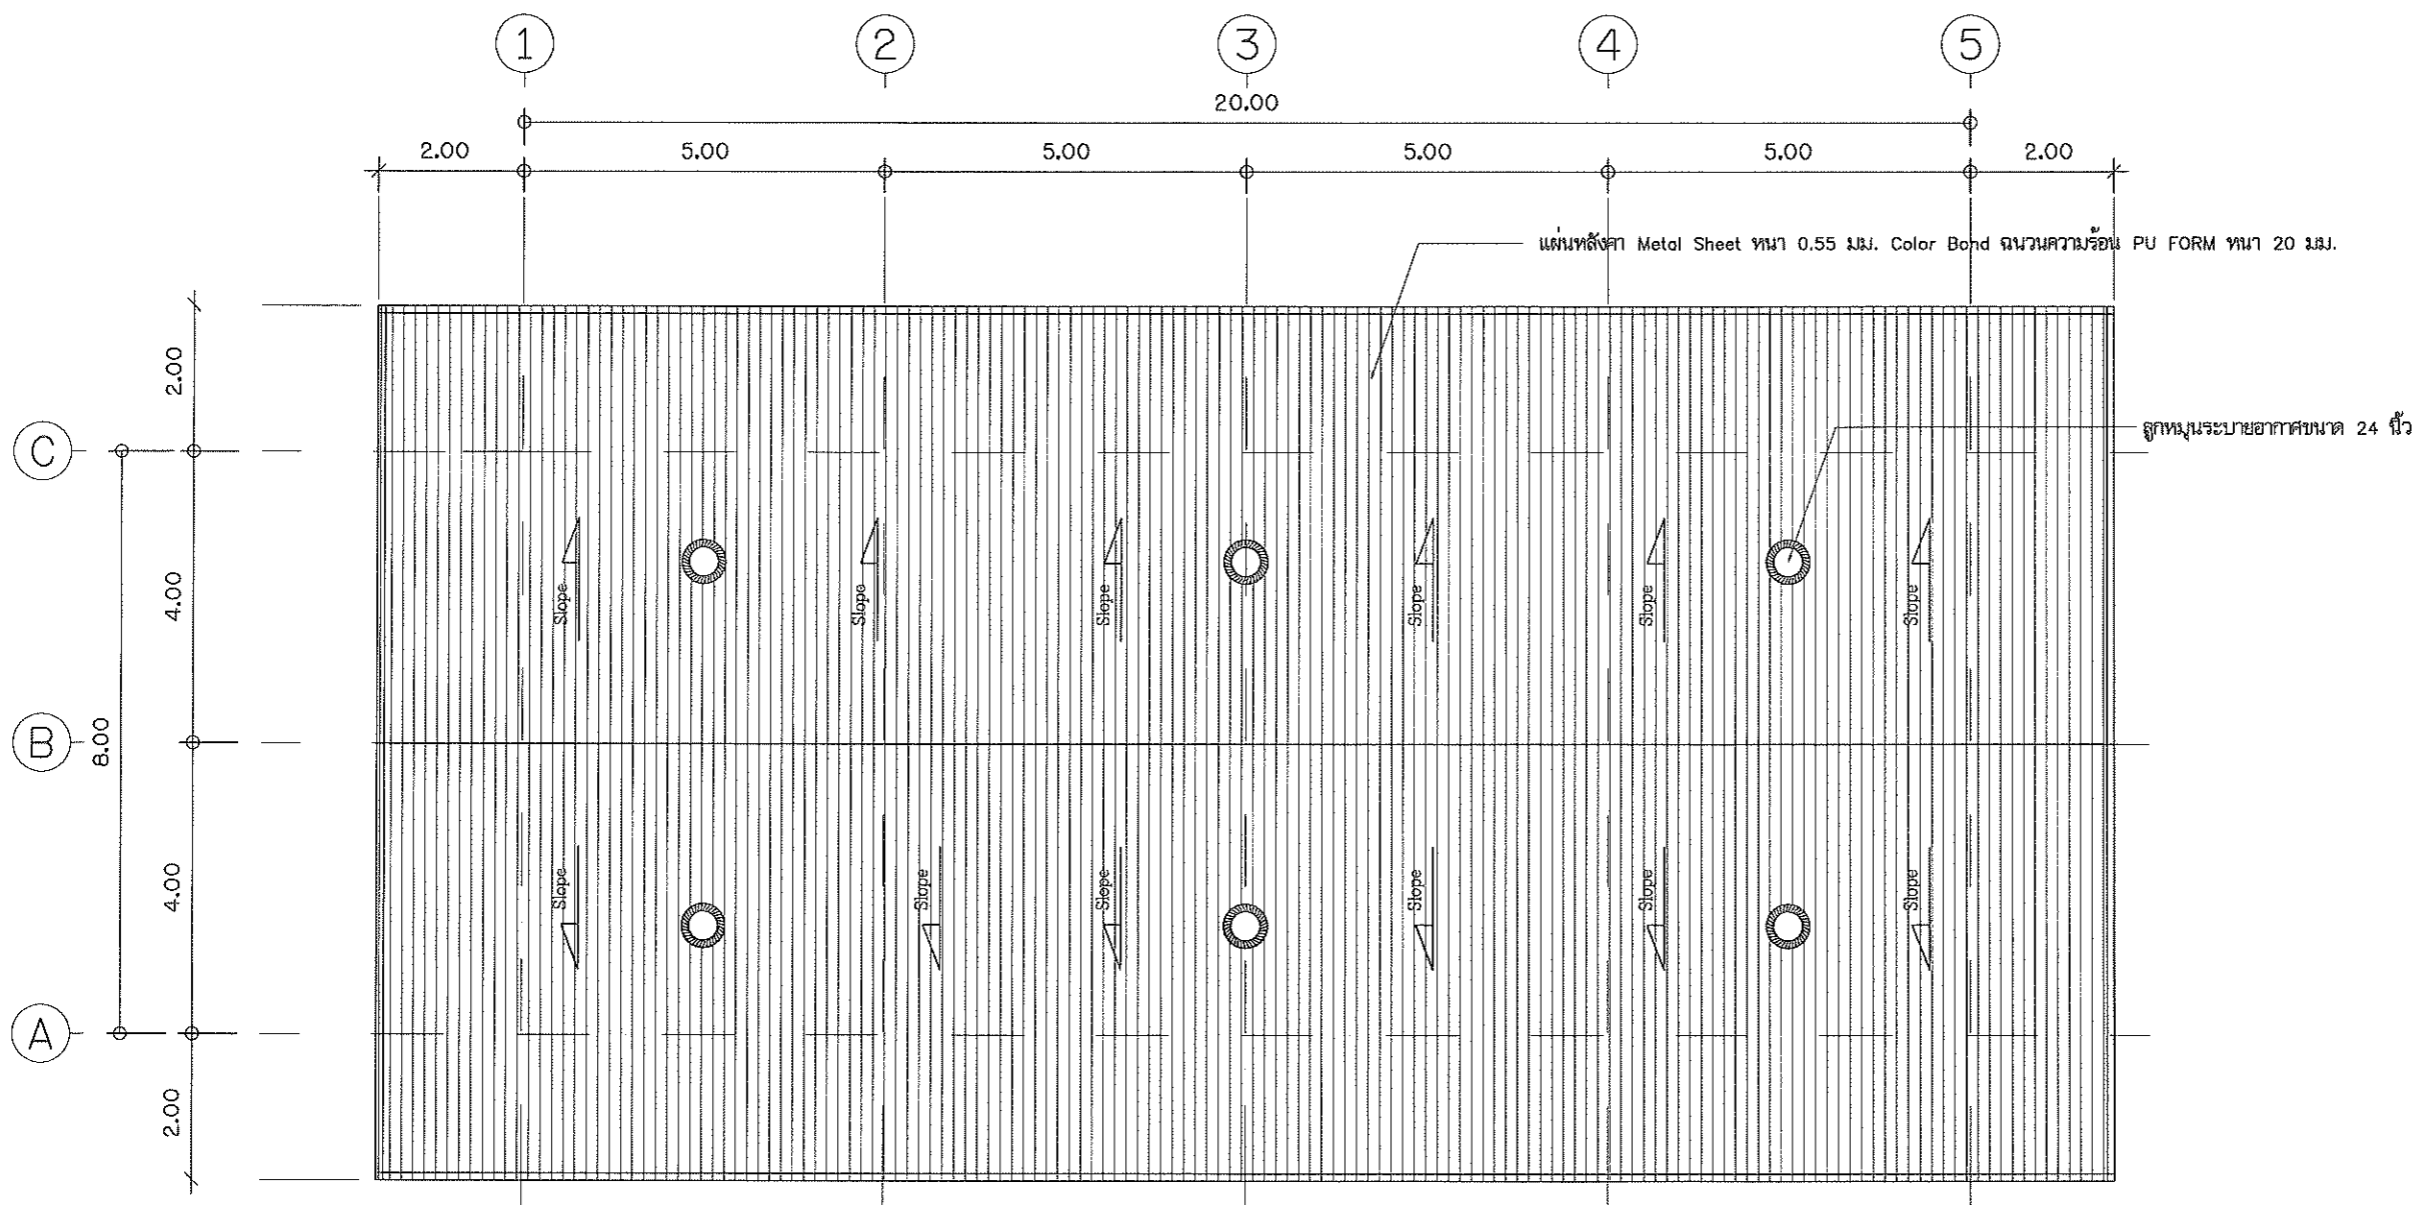 1 2 3 4 5
20.00
2.00 5.00 5.00 5.00 5.00 2.00
แผ่นหลังคา Metal Sheet หนา 0.55 มม. Color Bond ฉนวนความร้อน PU FORM หนา 20 มม.
2.00
ลูกหมุนระบายอากาศขนาด 24 นิ้ว
C
4.00
Slope Slope Slope Slope Slope Slope
B
8.00
4.00
Slope Slope Slope Slope Slope Slope
A
2.00